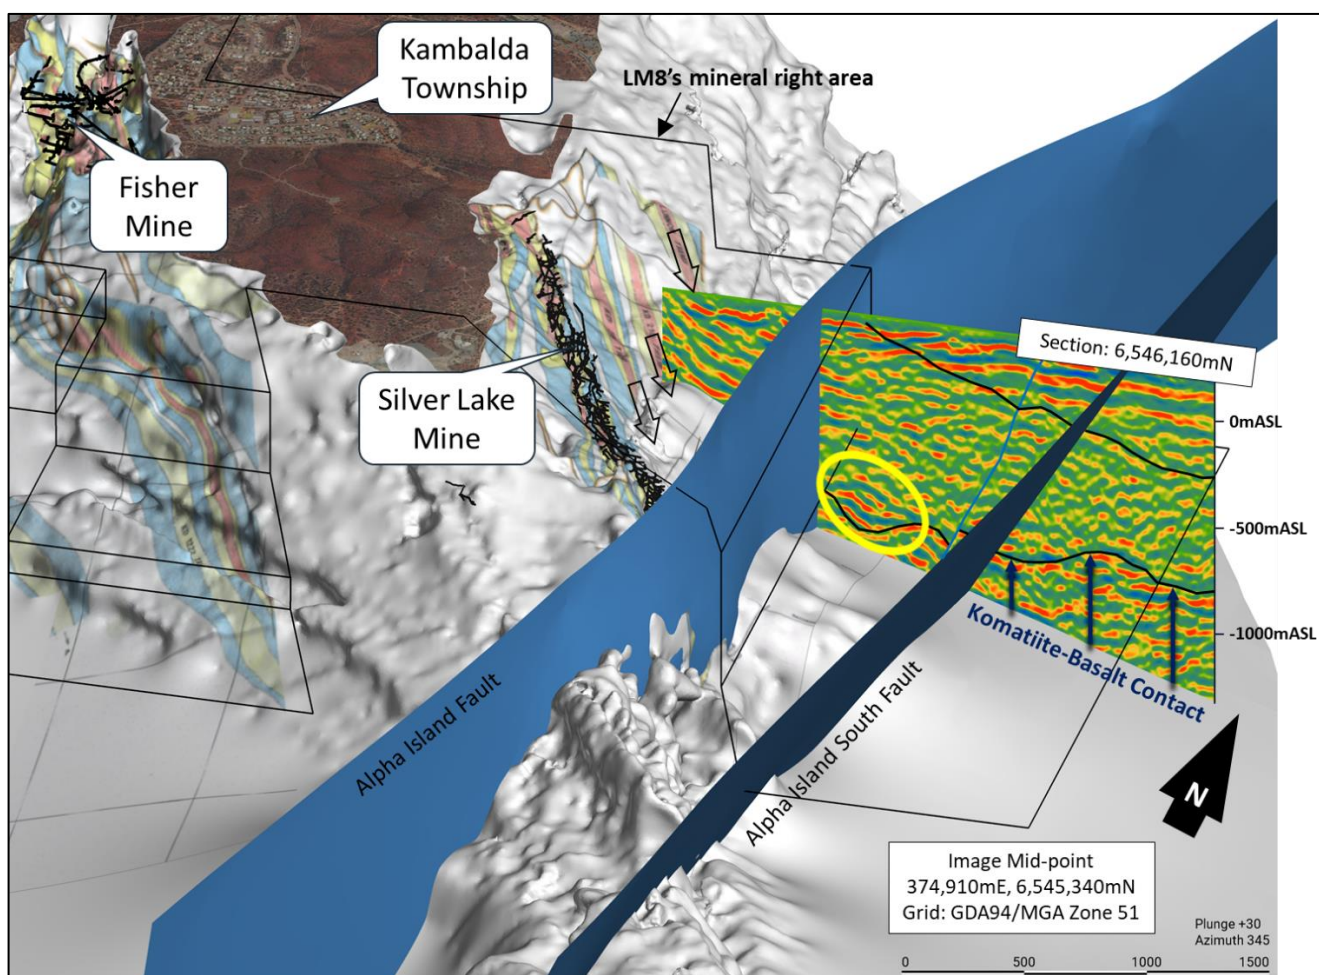 Kambalda
Township
LM8's mineral right area
Fisher
Mine
Silver Lake
Mine
Section: 6,546,160mN
0mASL
-500mASL
-1000mASL
Komatiite-Basalt Contact
Alpha Island Fault
Alpha Island South Fault
N
Image Mid-point
374,910mE, 6,545,340mN
Grid: GDA94/MGA Zone 51
Plunge +30
Azimuth 345
0 500 1000 1500